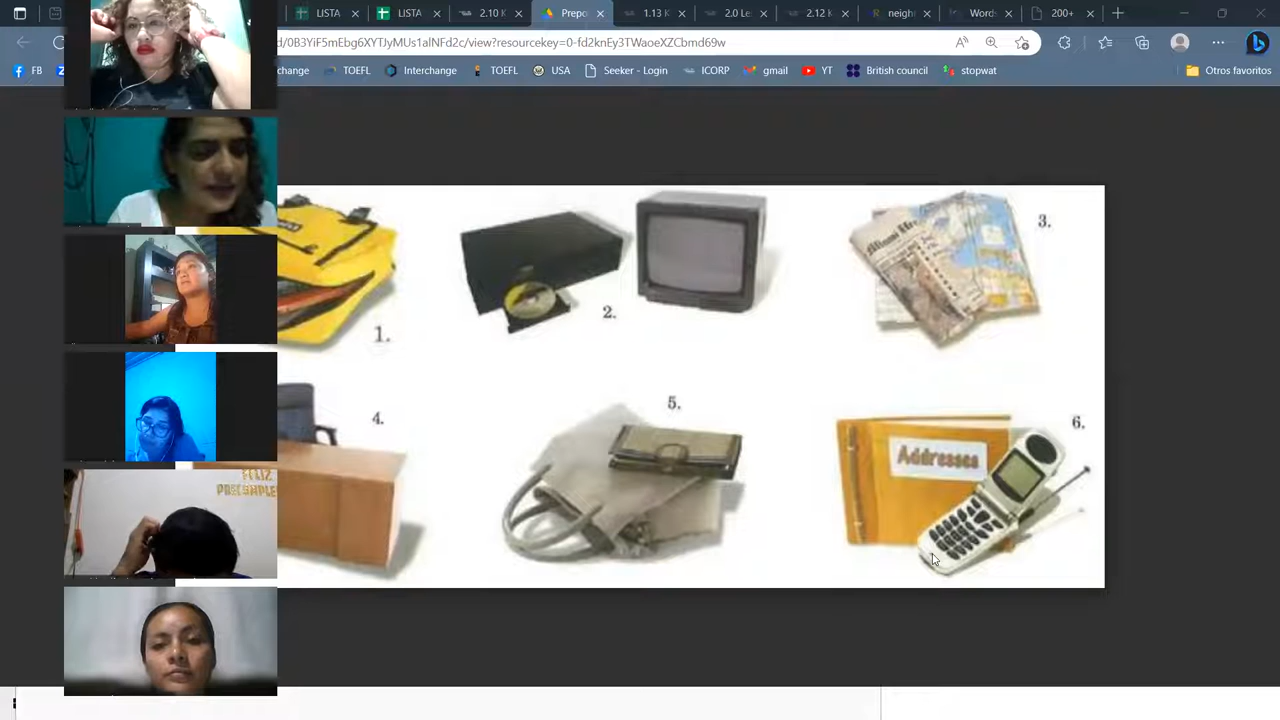 LISTA
LISTA
2.10 K
Prepo
1.13
2.0 Le
2.12 k
neigh
Word
200+
d/0B3YiF5mEbg6XYTJyMUs1alNFd2c/view?resourcekey=0-fd2knEy3TWaoeXZCbmd69w
FB
change
TOEFL
Interchange
TOEFL
USA
Seeker - Login
ICORP
gmail
YT
British council
stopwat
Otros favoritos
1.
2.
3.
4.
5.
6.
Addresses
FELIZ